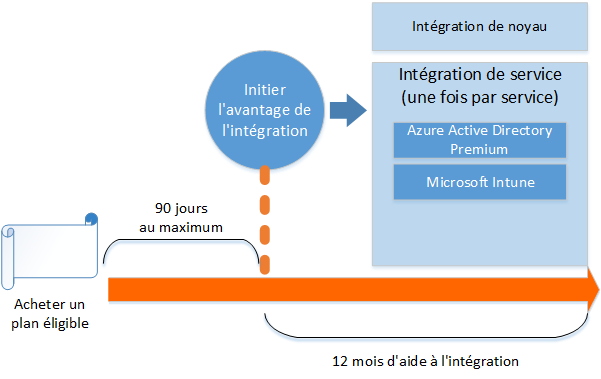 Intégration de noyau
Intégration de service
(une fois par service)
Azure Active Directory
Premium
Microsoft Intune
Initier
l'avantage de
l'intégration
90 jours
au maximum
Acheter un
plan éligible
12 mois d'aide à l'intégration